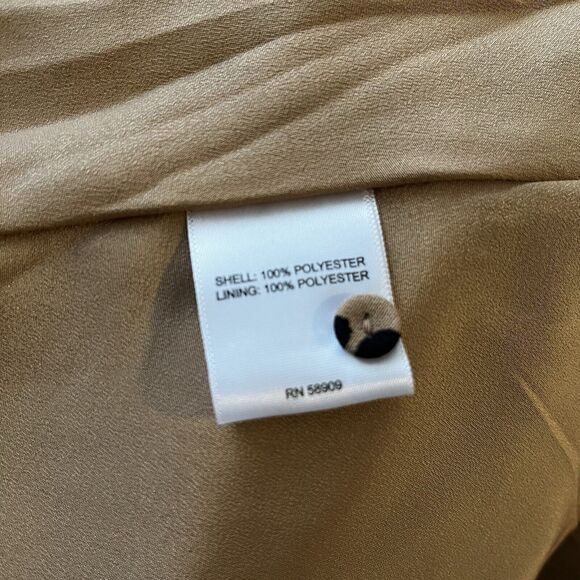 SHELL: 100% POLYESTER
LINING: 100% POLYESTER
RN 58909